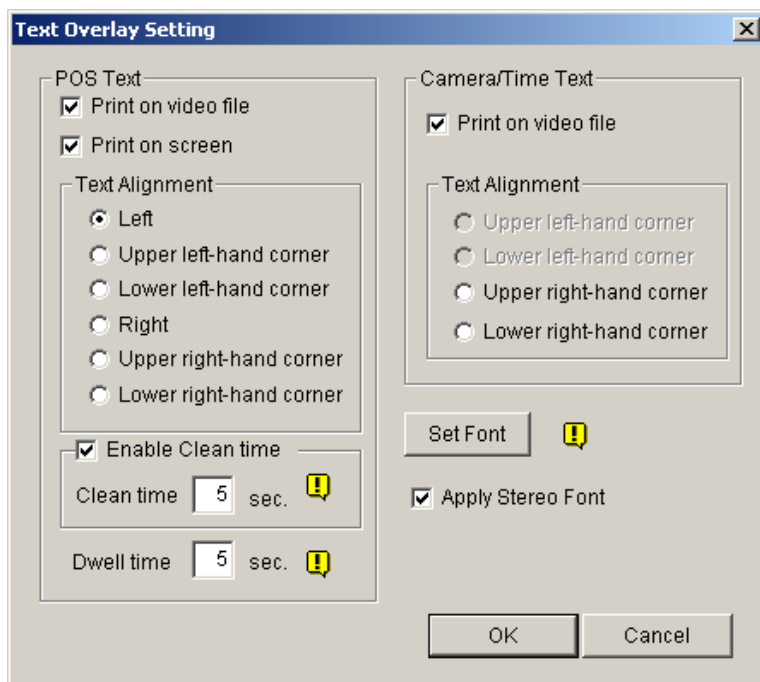 Text Overlay Setting
POS Text
Print on video file
Print on screen
Text Alignment
Left
Upper left-hand corner
Lower left-hand corner
Right
Upper right-hand corner
Lower right-hand corner
Enable Clean time
Clean time 5 sec. !
Dwell time 5 sec. !
Camera/Time Text
Print on video file
Text Alignment
Upper left-hand corner
Lower left-hand corner
Upper right-hand corner
Lower right-hand corner
Set Font !
Apply Stereo Font
OK Cancel